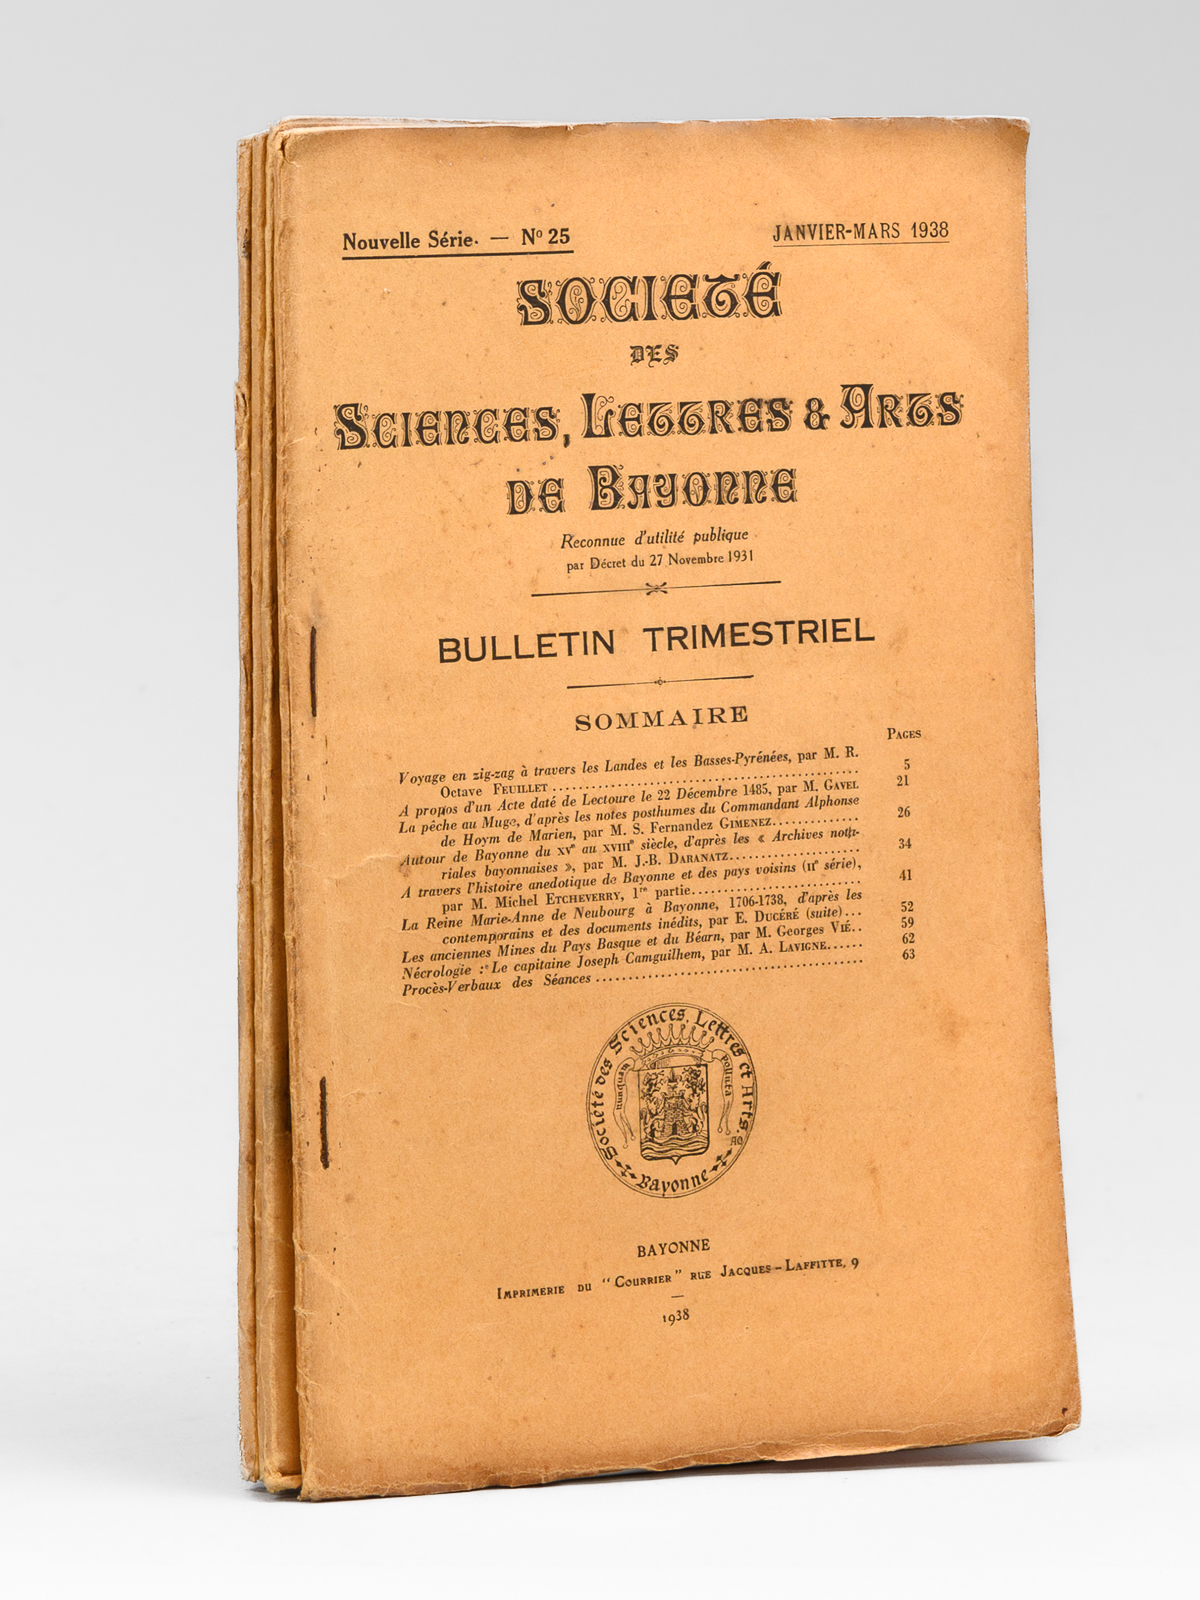 Nouvelle Série. — Nº 25
JANVIER-MARS 1938
SOCIETÉ
DES
SCIENCES, LETTRES & ARTS
DE BAYONNE
Reconnue d'utilité publique
par Décret du 27 Novembre 1931
BULLETIN TRIMESTRIEL
SOMMAIRE
PAGES
Voyage en zig-zag à travers les Landes et les Basses-Pyrénées, par M. R.
Octave FEUILLET .......... 5
A propos d'un Acte daté de Lectoure le 22 Décembre 1485, par M. GAVEL 21
La pêche au Muge, d'après les notes posthumes du Commandant Alphonse
de Hoym de Marien, par M. S. Fernandez GIMENEZ.......... 26
Autour de Bayonne du XVe au XVIIIe siècle, d'après les « Archives nota-
riales bayonnaises », par M. J.-B. DARANATZ.......... 34
A travers l'histoire anedotique de Bayonne et des pays voisins (IIe série),
par M. Michel ETCHEVERRY, 1re partie.......... 41
La Reine Marie-Anne de Neubourg à Bayonne, 1706-1738, d'après les
contemporains et des documents inédits, par E. DUCÉRÉ (suite)... 52
Les anciennes Mines du Pays Basque et du Béarn, par M. Georges VIÉ.. 59
Nécrologie : Le capitaine Joseph Camguilhem, par M. A. LAVIGNE...... 62
Procès-Verbaux des Séances .......... 63
Société des Sciences, Lettres et Arts.
nunquam
polluta
AO
Bayonne
BAYONNE
IMPRIMERIE DU "COURRIER" RUE JACQUES-LAFFITTE, 9
1938